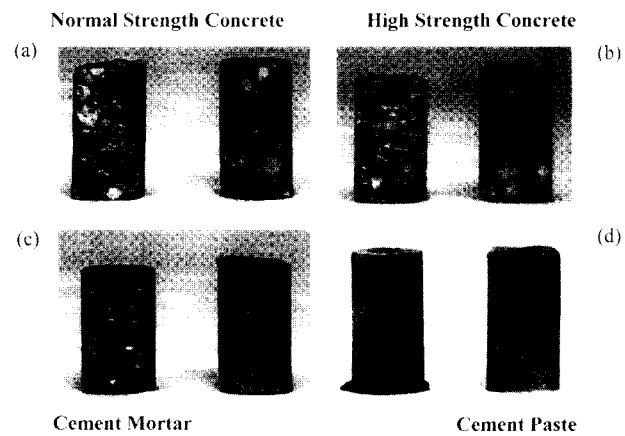 Normal Strength Concrete
High Strength Concrete
(a)
(b)
(c)
(d)
Cement Mortar
Cement Paste